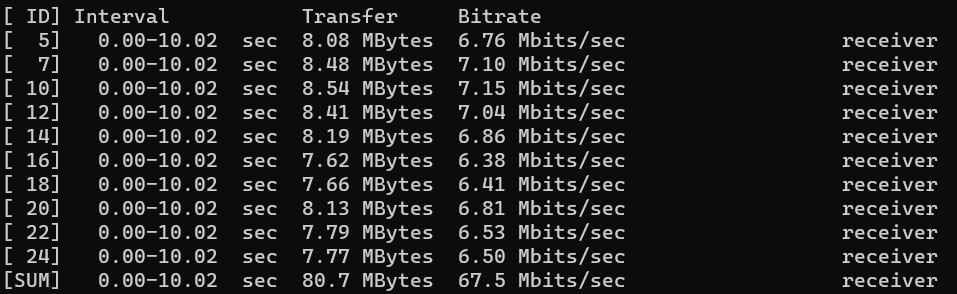 [ ID] Interval           Transfer     Bitrate
[  5]   0.00-10.02  sec  8.08 MBytes  6.76 Mbits/sec                  receiver
[  7]   0.00-10.02  sec  8.48 MBytes  7.10 Mbits/sec                  receiver
[ 10]   0.00-10.02  sec  8.54 MBytes  7.15 Mbits/sec                  receiver
[ 12]   0.00-10.02  sec  8.41 MBytes  7.04 Mbits/sec                  receiver
[ 14]   0.00-10.02  sec  8.19 MBytes  6.86 Mbits/sec                  receiver
[ 16]   0.00-10.02  sec  7.62 MBytes  6.38 Mbits/sec                  receiver
[ 18]   0.00-10.02  sec  7.66 MBytes  6.41 Mbits/sec                  receiver
[ 20]   0.00-10.02  sec  8.13 MBytes  6.81 Mbits/sec                  receiver
[ 22]   0.00-10.02  sec  7.79 MBytes  6.53 Mbits/sec                  receiver
[ 24]   0.00-10.02  sec  7.77 MBytes  6.50 Mbits/sec                  receiver
[SUM]   0.00-10.02  sec  80.7 MBytes  67.5 Mbits/sec                  receiver